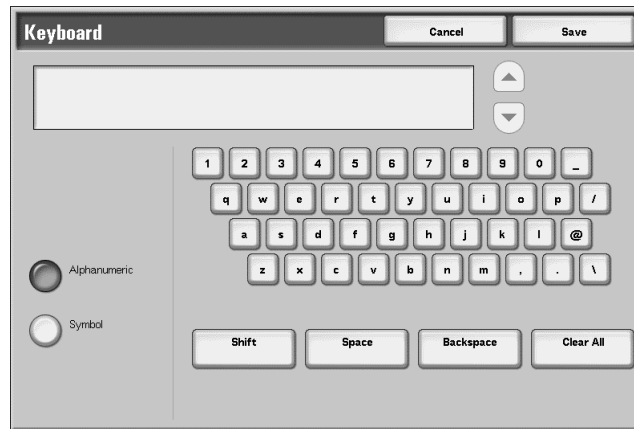 Keyboard Cancel Save
1 2 3 4 5 6 7 8 9 0 _
q w e r t y u i o p /
a s d f g h j k l @
z x c v b n m , . \
Alphanumeric
Symbol
Shift Space Backspace Clear All